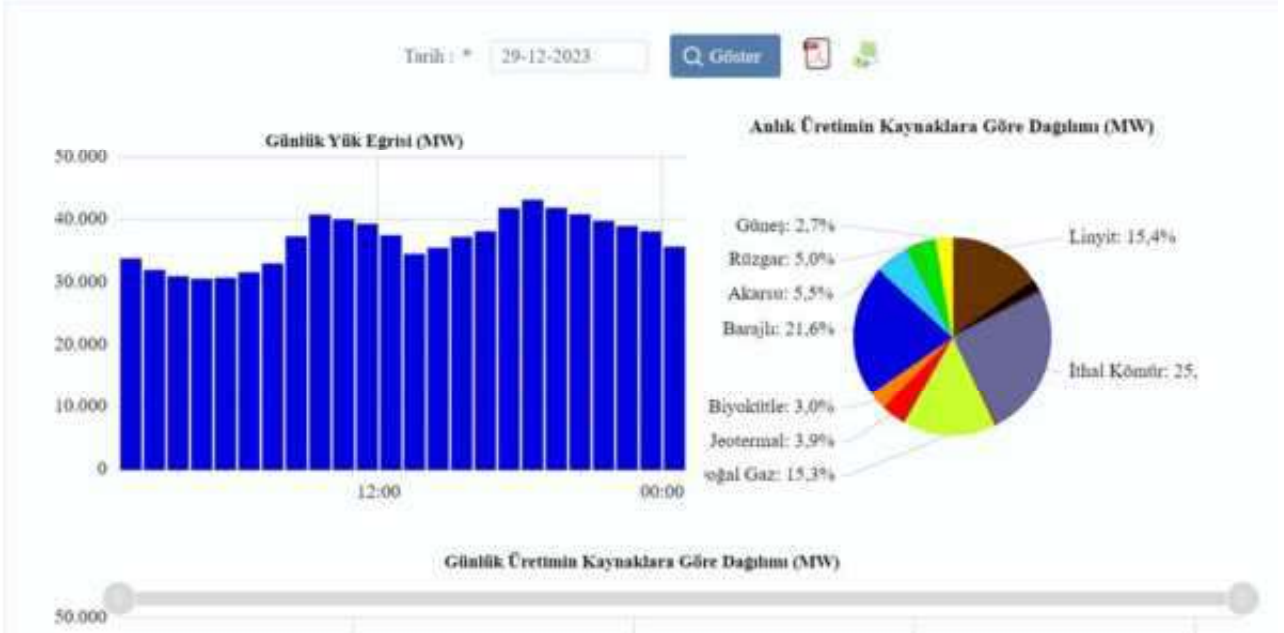 Tarih : * 29-12-2023 Göster
Günlük Yük Eğrisi (MW)
50.000
40.000
30.000
20.000
10.000
0
12:00 00:00
Anlık Üretimin Kaynaklara Göre Dağılımı (MW)
Güneş: 2,7%
Rüzgar: 5,0%
Akarsu: 5,5%
Barajlı: 21,6%
Biyokütle: 3,0%
Jeotermal: 3,9%
oğal Gaz: 15,3%
Linyit: 15,4%
İthal Kömür: 25,
Günlük Üretimin Kaynaklara Göre Dağılımı (MW)
50.000